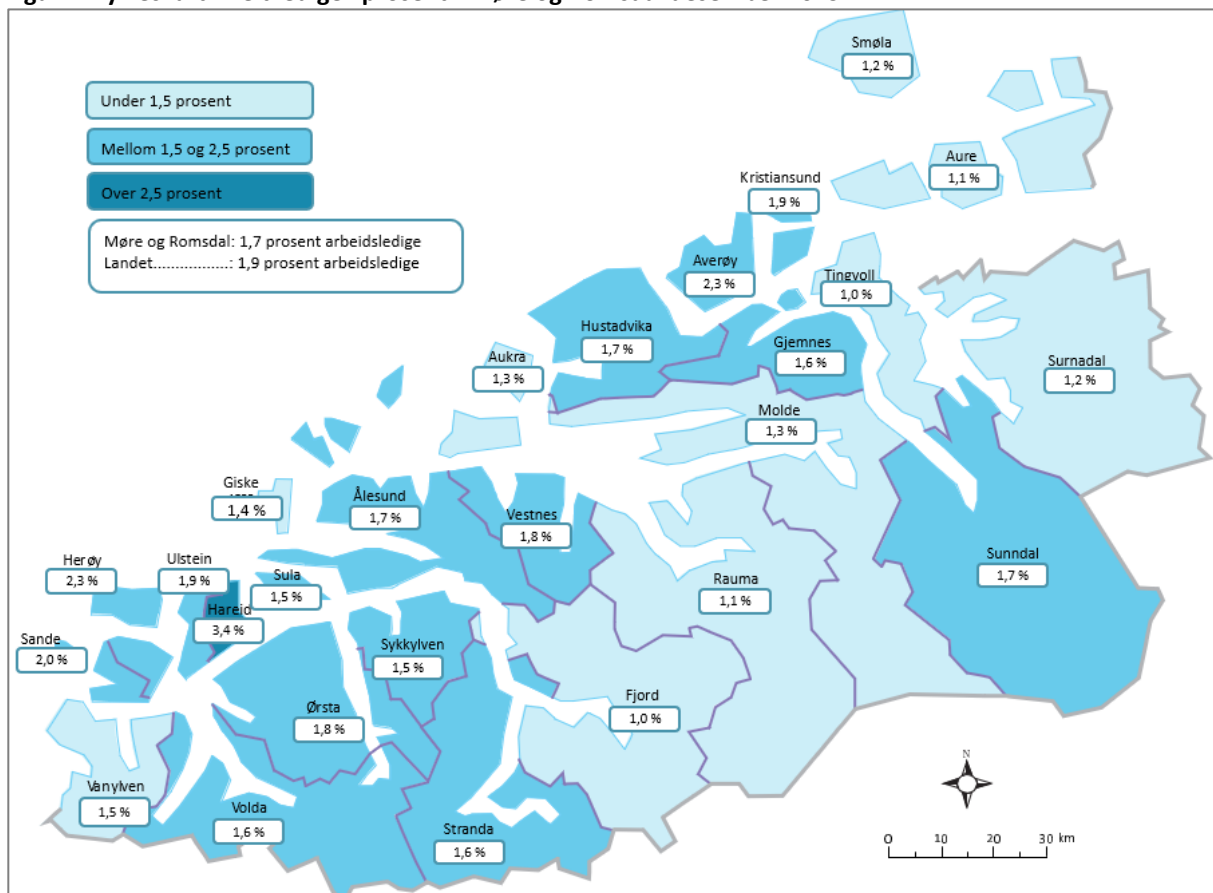 Smøla
1,2 %
Under 1,5 prosent
Mellom 1,5 og 2,5 prosent
Over 2,5 prosent
Møre og Romsdal: 1,7 prosent arbeidsledige
Landet.................: 1,9 prosent arbeidsledige
Aure
1,1 %
Kristiansund
1,9 %
Averøy
2,3 %
Tingvoll
1,0 %
Hustadvika
1,7 %
Gjemnes
1,6 %
Aukra
1,3 %
Surnadal
1,2 %
Molde
1,3 %
Giske
1,4 %
Ålesund
1,7 %
Vestnes
1,8 %
Herøy
2,3 %
Ulstein
1,9 %
Sula
1,5 %
Hareid
3,4 %
Rauma
1,1 %
Sunndal
1,7 %
Sande
2,0 %
Sykkylven
1,5 %
Ørsta
1,8 %
Fjord
1,0 %
Vanylven
1,5 %
Volda
1,6 %
Stranda
1,6 %
N
0 10 20 30 km